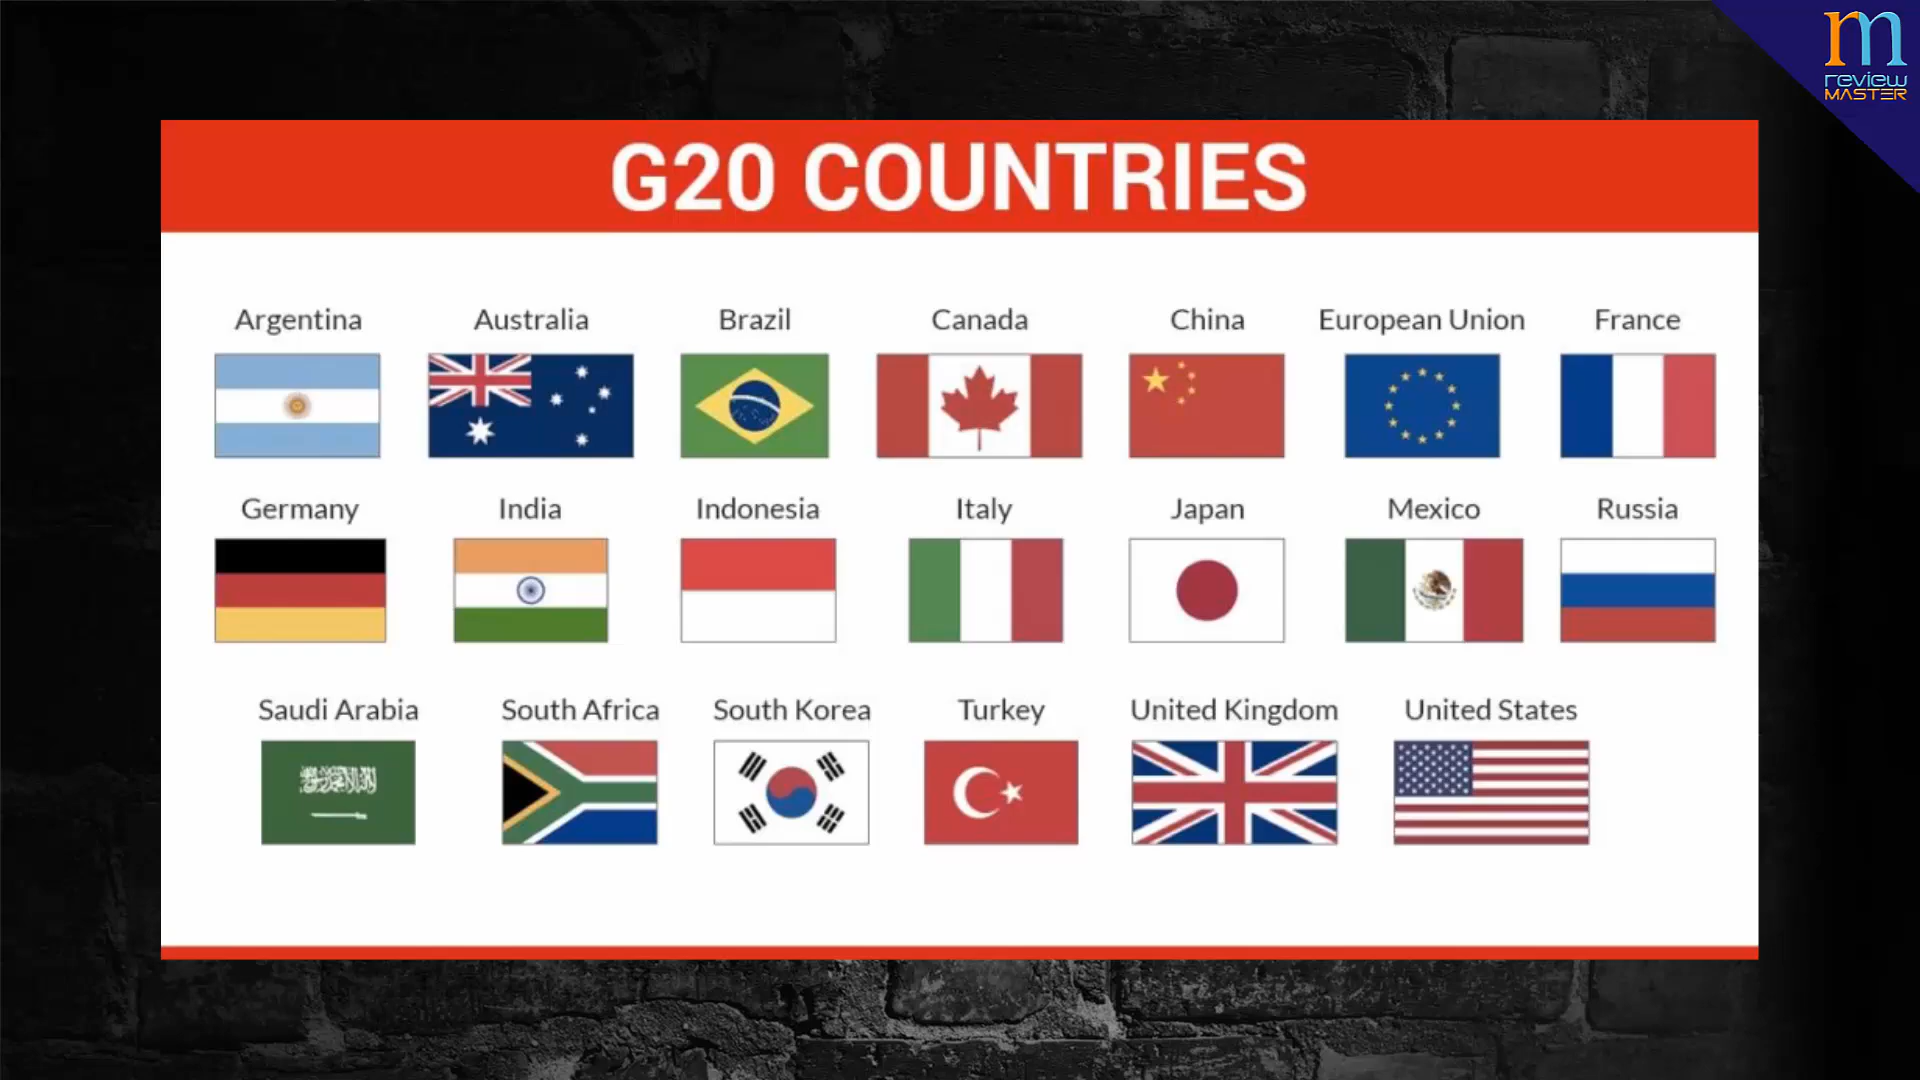 m
review
MASTER
G20 COUNTRIES
Argentina Australia Brazil Canada China European Union France
Germany India Indonesia Italy Japan Mexico Russia
Saudi Arabia South Africa South Korea Turkey United Kingdom United States